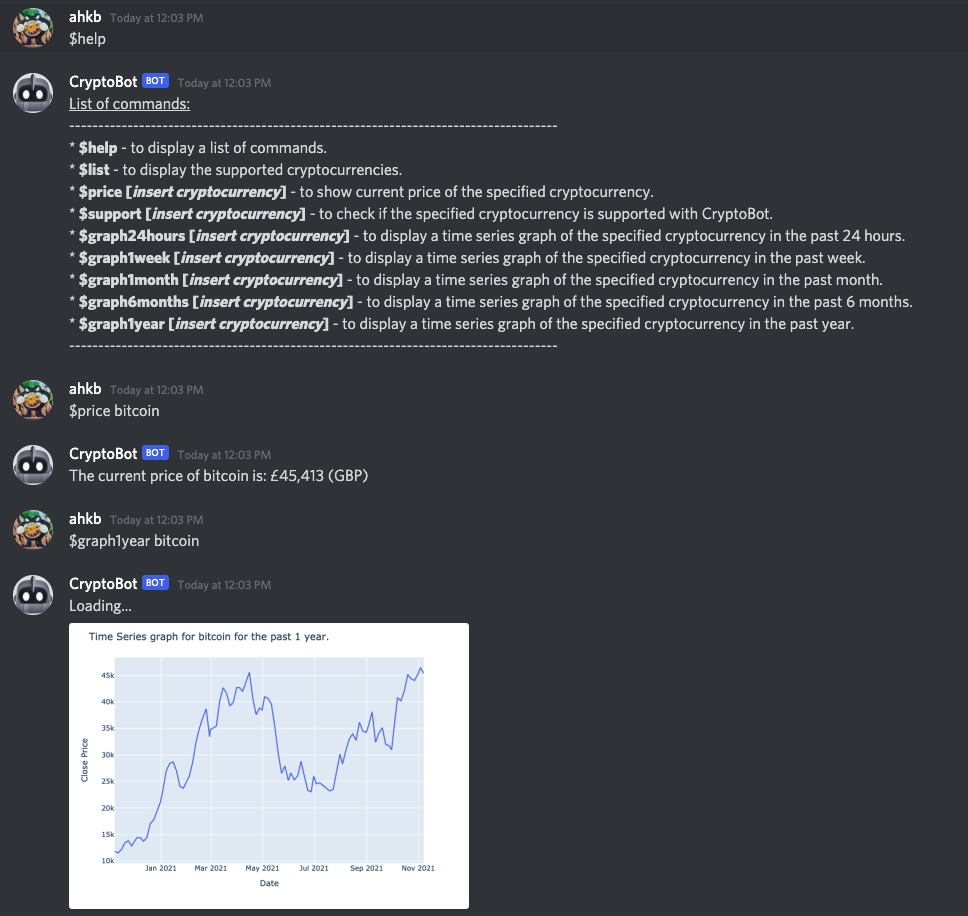 ahkb Today at 12:03 PM
$help
CryptoBot BOT Today at 12:03 PM
List of commands:
------------------------------------------------------------------------------------
* $help - to display a list of commands.
* $list - to display the supported cryptocurrencies.
* $price [insert cryptocurrency] - to show current price of the specified cryptocurrency.
* $support [insert cryptocurrency] - to check if the specified cryptocurrency is supported with CryptoBot.
* $graph24hours [insert cryptocurrency] - to display a time series graph of the specified cryptocurrency in the past 24 hours.
* $graph1week [insert cryptocurrency] - to display a time series graph of the specified cryptocurrency in the past week.
* $graph1month [insert cryptocurrency] - to display a time series graph of the specified cryptocurrency in the past month.
* $graph6months [insert cryptocurrency] - to display a time series graph of the specified cryptocurrency in the past 6 months.
* $graph1year [insert cryptocurrency] - to display a time series graph of the specified cryptocurrency in the past year.
------------------------------------------------------------------------------------
ahkb Today at 12:03 PM
$price bitcoin
CryptoBot BOT Today at 12:03 PM
The current price of bitcoin is: £45,413 (GBP)
ahkb Today at 12:03 PM
$graph1year bitcoin
CryptoBot BOT Today at 12:03 PM
Loading...
Time Series graph for bitcoin for the past 1 year.
45k
40k
35k
30k
25k
20k
15k
10k
Close Price
Jan 2021 Mar 2021 May 2021 Jul 2021 Sep 2021 Nov 2021
Date